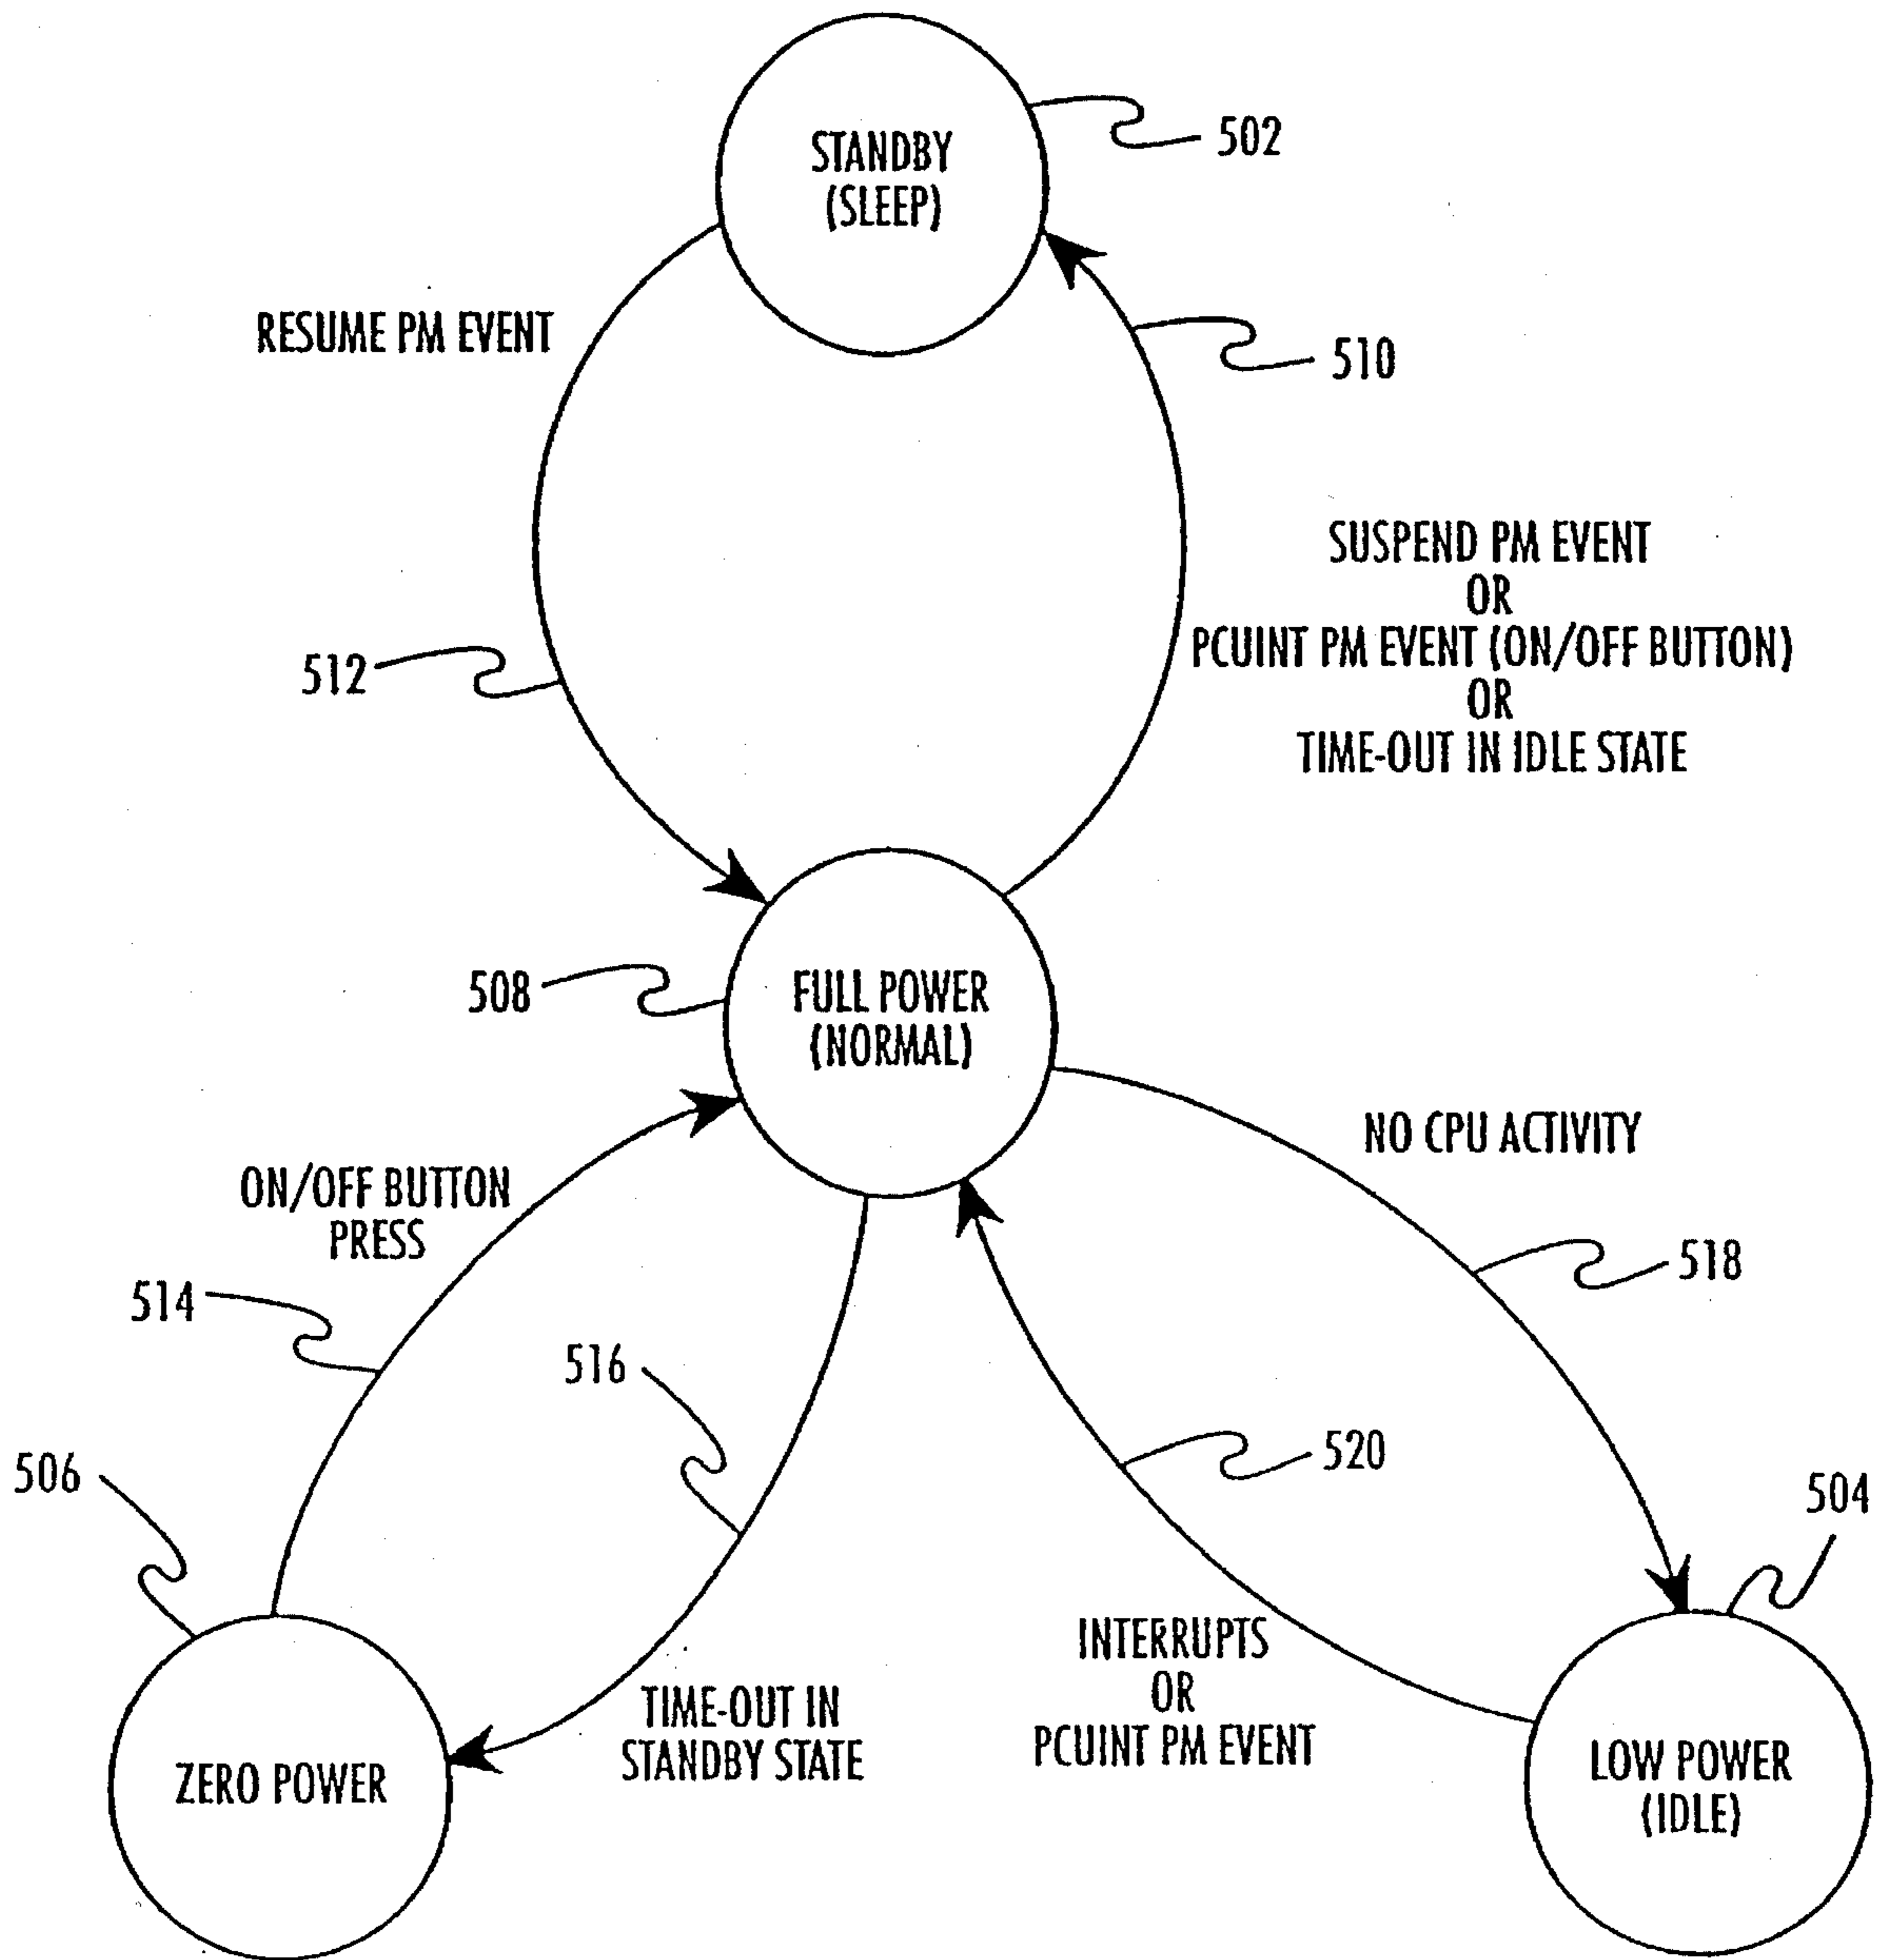 STANDBY
(SLEEP)
502
RESUME PM EVENT
510
SUSPEND PM EVENT
OR
PCUINT PM EVENT (ON/OFF BUTTON)
OR
TIME-OUT IN IDLE STATE
512
508
FULL POWER
(NORMAL)
NO CPU ACTIVITY
ON/OFF BUTTON
PRESS
518
514
516
520
506
504
INTERRUPTS
OR
PCUINT PM EVENT
TIME-OUT IN
STANDBY STATE
ZERO POWER
LOW POWER
(IDLE)